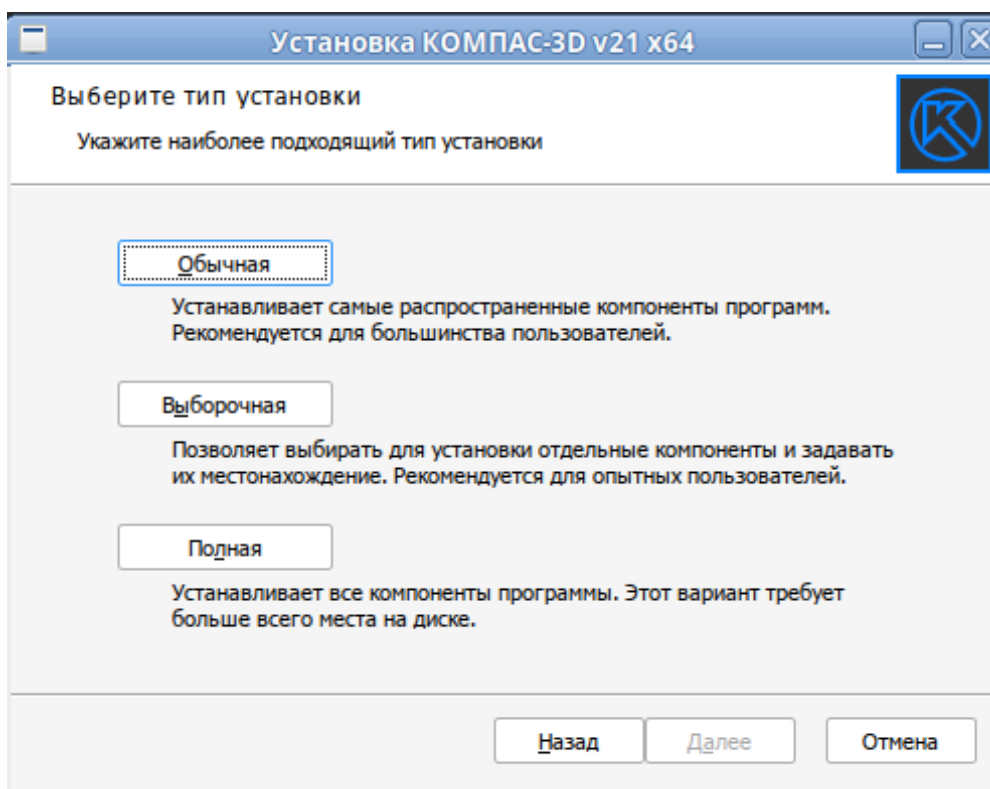 Установка КОМПАС-3D v21 x64
Выберите тип установки
Укажите наиболее подходящий тип установки
Обычная
Устанавливает самые распространенные компоненты программ.
Рекомендуется для большинства пользователей.
Выборочная
Позволяет выбирать для установки отдельные компоненты и задавать
их местонахождение. Рекомендуется для опытных пользователей.
Полная
Устанавливает все компоненты программы. Этот вариант требует
больше всего места на диске.
Назад Далее Отмена